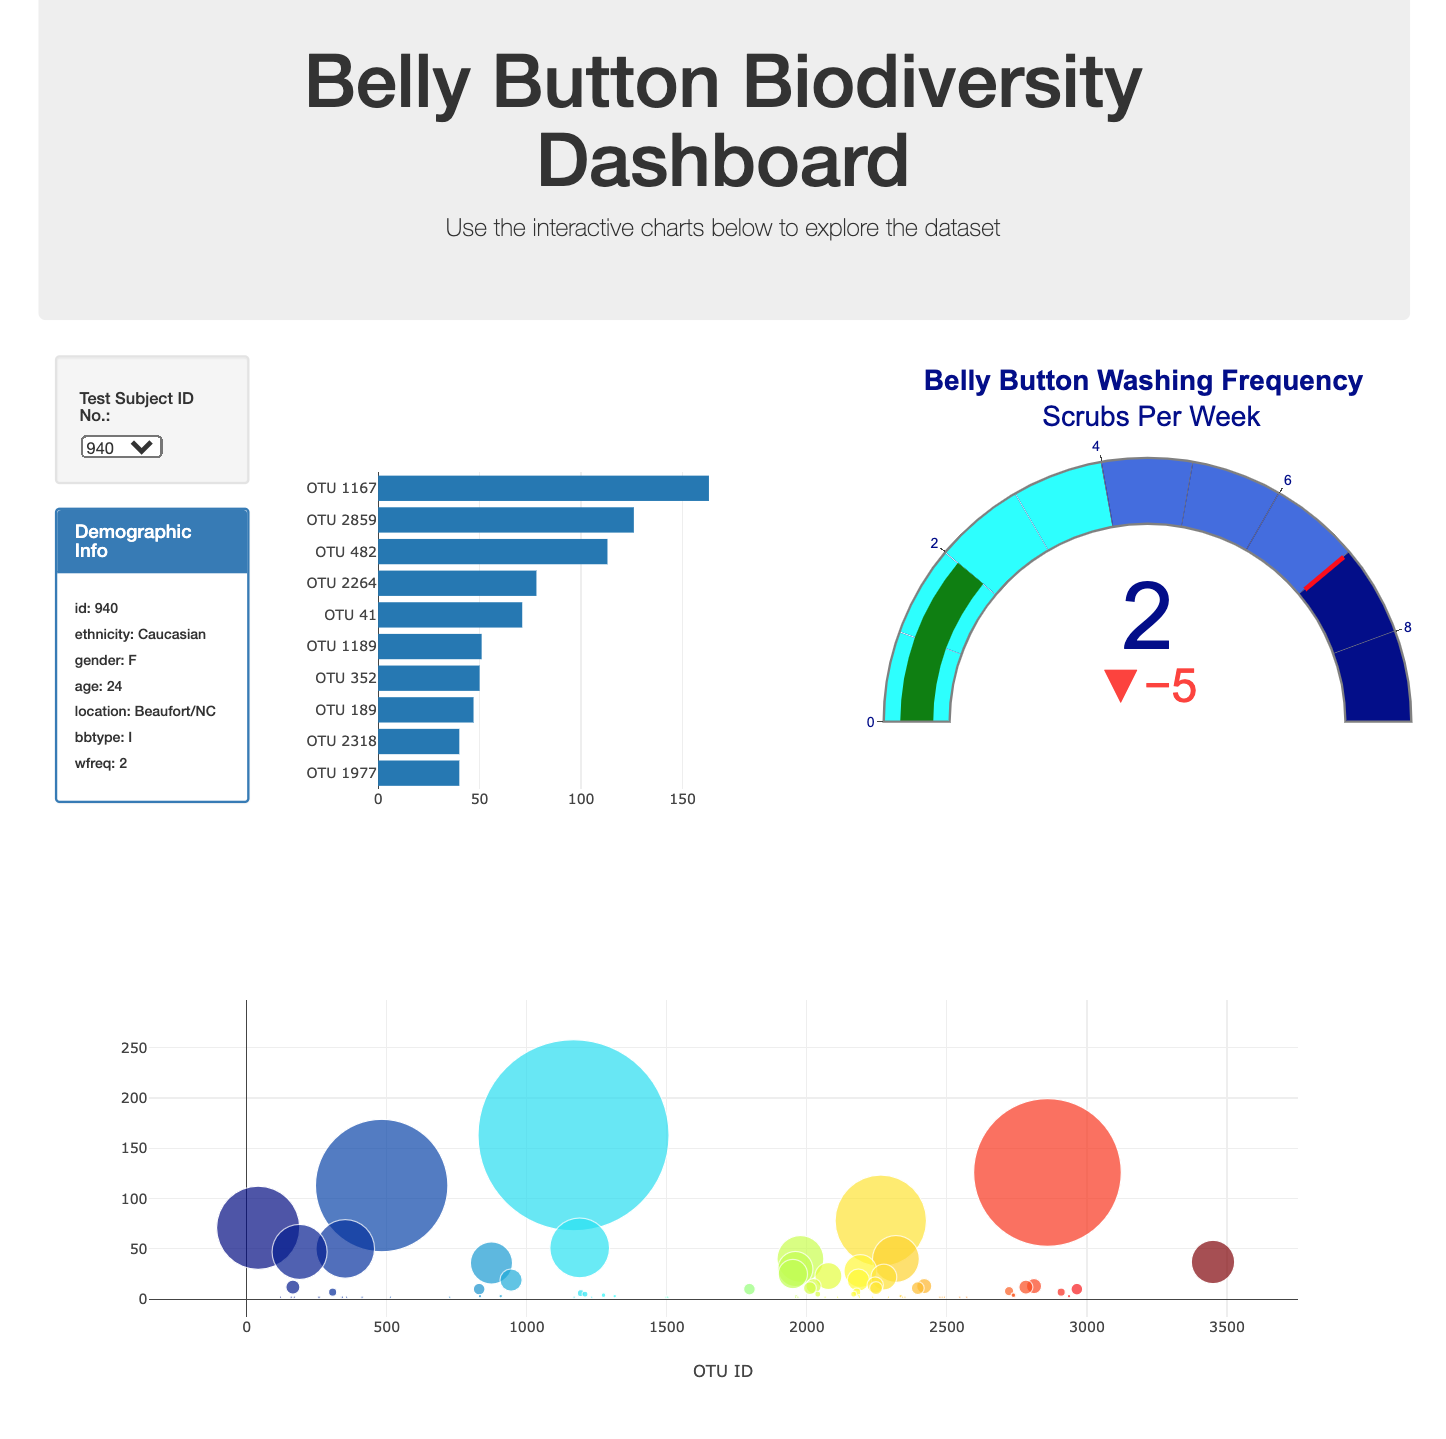 Belly Button Biodiversity
Dashboard
Use the interactive charts below to explore the dataset
Test Subject ID
No.:
940
Demographic
Info
id: 940
ethnicity: Caucasian
gender: F
age: 24
location: Beaufort/NC
bbtype: I
wfreq: 2
OTU 1167
OTU 2859
OTU 482
OTU 2264
OTU 41
OTU 1189
OTU 352
OTU 189
OTU 2318
OTU 1977
0 50 100 150
Belly Button Washing Frequency
Scrubs Per Week
0
2
4
6
8
2
▼−5
250
200
150
100
50
0
0 500 1000 1500 2000 2500 3000 3500
OTU ID